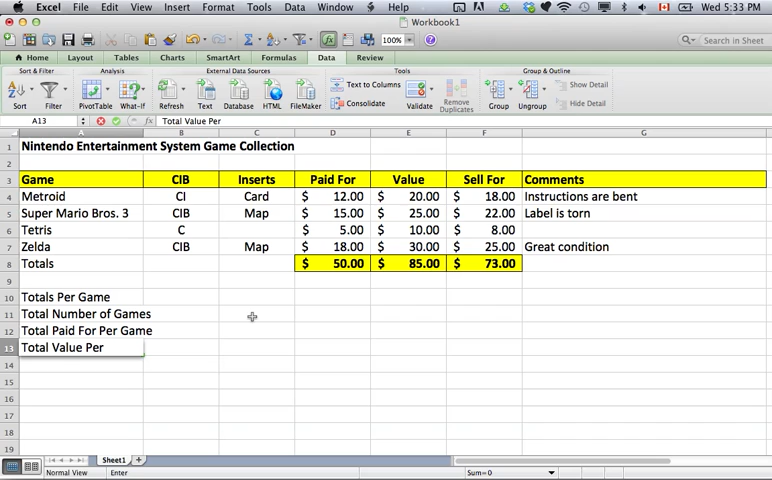 Excel File Edit View Insert Format Tools Data Window Help Wed 5:33 PM
Workbook1
100% Search in Sheet
Home Layout Tables Charts SmartArt Formulas Data Review
Sort & Filter Analysis External Data Sources Tools Group & Outline
Sort Filter PivotTable What-If Refresh Text Database HTML FileMaker Text to Columns Consolidate Validate Remove Duplicates Group Ungroup Show Detail Hide Detail
A13 fx Total Value Per
A B C D E F G
1 Nintendo Entertainment System Game Collection
2
3 Game CIB Inserts Paid For Value Sell For Comments
4 Metroid CI Card $ 12.00 $ 20.00 $ 18.00 Instructions are bent
5 Super Mario Bros. 3 CIB Map $ 15.00 $ 25.00 $ 22.00 Label is torn
6 Tetris C $ 5.00 $ 10.00 $ 8.00
7 Zelda CIB Map $ 18.00 $ 30.00 $ 25.00 Great condition
8 Totals $ 50.00 $ 85.00 $ 73.00
9
10 Totals Per Game
11 Total Number of Games
12 Total Paid For Per Game
13 Total Value Per
14
15
16
17
18
19
Sheet1
Normal View Enter Sum=0